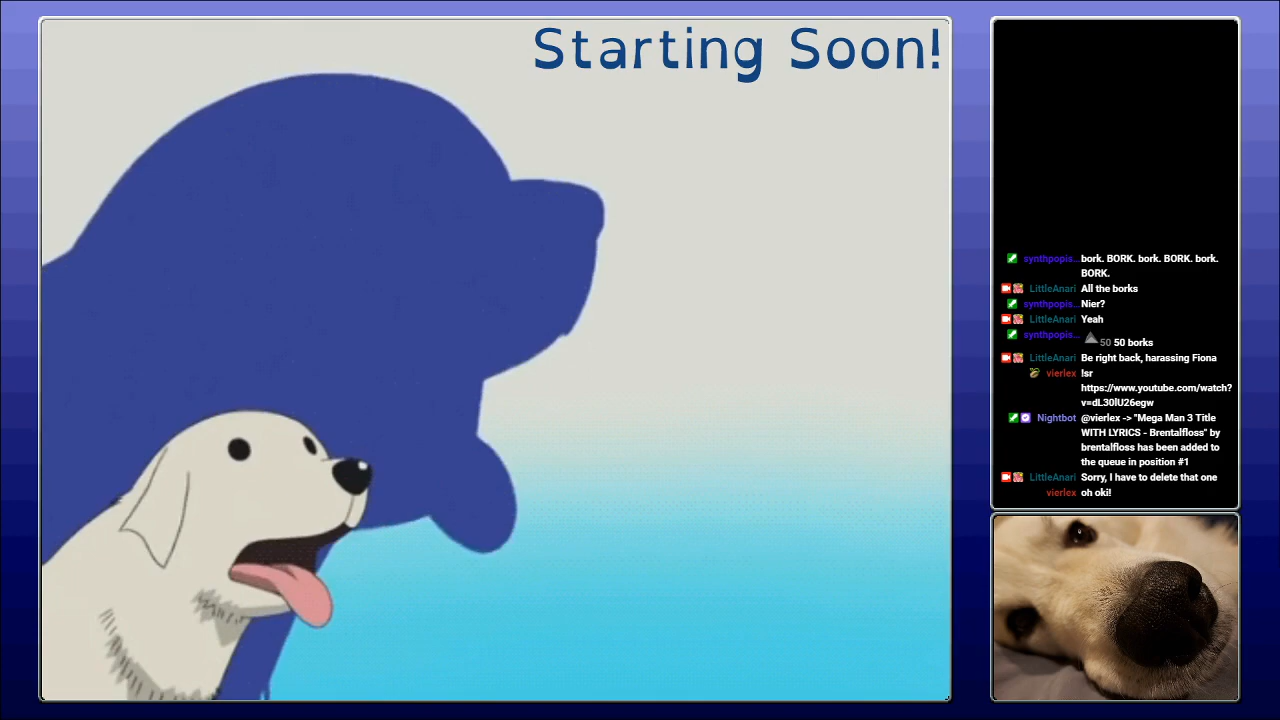 Starting Soon!
synthpopis... bork. BORK. bork. BORK. bork.
BORK.
LittleAnari All the borks
synthpopis... Nier?
LittleAnari Yeah
synthpopis... 50 50 borks
LittleAnari Be right back, harassing Fiona
vierlex !sr
https://www.youtube.com/watch?
v=dL30lU26egw
Nightbot @vierlex -> "Mega Man 3 Title
WITH LYRICS - Brentalfloss" by
brentalfloss has been added to
the queue in position #1
LittleAnari Sorry, I have to delete that one
vierlex oh oki!